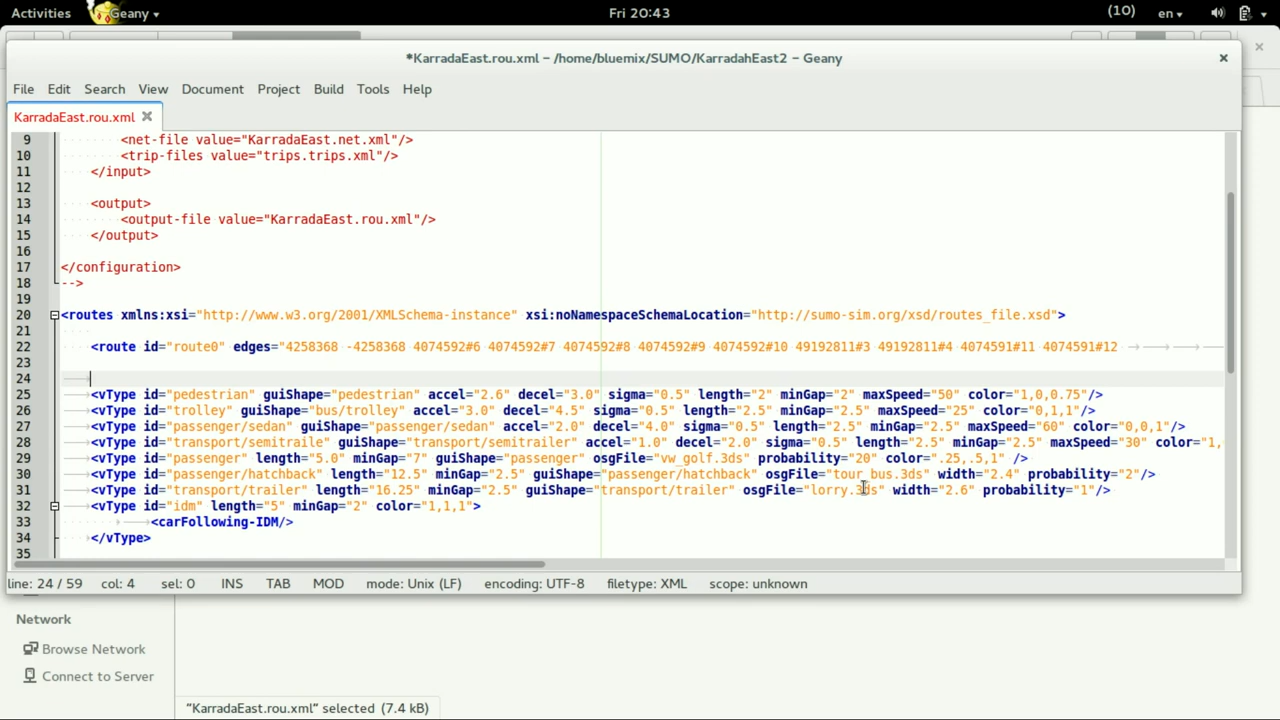 Activities
Geany
Fri 20:43
(10)
en
*KarradaEast.rou.xml – /home/bluemix/SUMO/KarradahEast2 – Geany
File Edit Search View Document Project Build Tools Help
KarradaEast.rou.xml
9 <net-file value="KarradaEast.net.xml"/>
10 <trip-files value="trips.trips.xml"/>
11 </input>
12
13 <output>
14 <output-file value="KarradaEast.rou.xml"/>
15 </output>
16
17 </configuration>
18 -->
19
20 <routes xmlns:xsi="http://www.w3.org/2001/XMLSchema-instance" xsi:noNamespaceSchemaLocation="http://sumo-sim.org/xsd/routes_file.xsd">
21
22 <route id="route0" edges="4258368 -4258368 4074592#6 4074592#7 4074592#8 4074592#9 4074592#10 49192811#3 49192811#4 4074591#11 4074591#12
23
24
25 <vType id="pedestrian" guiShape="pedestrian" accel="2.6" decel="3.0" sigma="0.5" length="2" minGap="2" maxSpeed="50" color="1,0,0.75"/>
26 <vType id="trolley" guiShape="bus/trolley" accel="3.0" decel="4.5" sigma="0.5" length="2.5" minGap="2.5" maxSpeed="25" color="0,1,1"/>
27 <vType id="passenger/sedan" guiShape="passenger/sedan" accel="2.0" decel="4.0" sigma="0.5" length="2.5" minGap="2.5" maxSpeed="60" color="0,0,1"/>
28 <vType id="transport/semitraile" guiShape="transport/semitrailer" accel="1.0" decel="2.0" sigma="0.5" length="2.5" minGap="2.5" maxSpeed="30" color="1,
29 <vType id="passenger" length="5.0" minGap="7" guiShape="passenger" osgFile="vw_golf.3ds" probability="20" color=".25,.5,1" />
30 <vType id="passenger/hatchback" length="12.5" minGap="2.5" guiShape="passenger/hatchback" osgFile="tour_bus.3ds" width="2.4" probability="2"/>
31 <vType id="transport/trailer" length="16.25" minGap="2.5" guiShape="transport/trailer" osgFile="lorry.3ds" width="2.6" probability="1"/>
32 <vType id="idm" length="5" minGap="2" color="1,1,1">
33 <carFollowing-IDM/>
34 </vType>
35
line: 24 / 59 col: 4 sel: 0 INS TAB MOD mode: Unix (LF) encoding: UTF-8 filetype: XML scope: unknown
Network
Browse Network
Connect to Server
"KarradaEast.rou.xml" selected (7.4 kB)